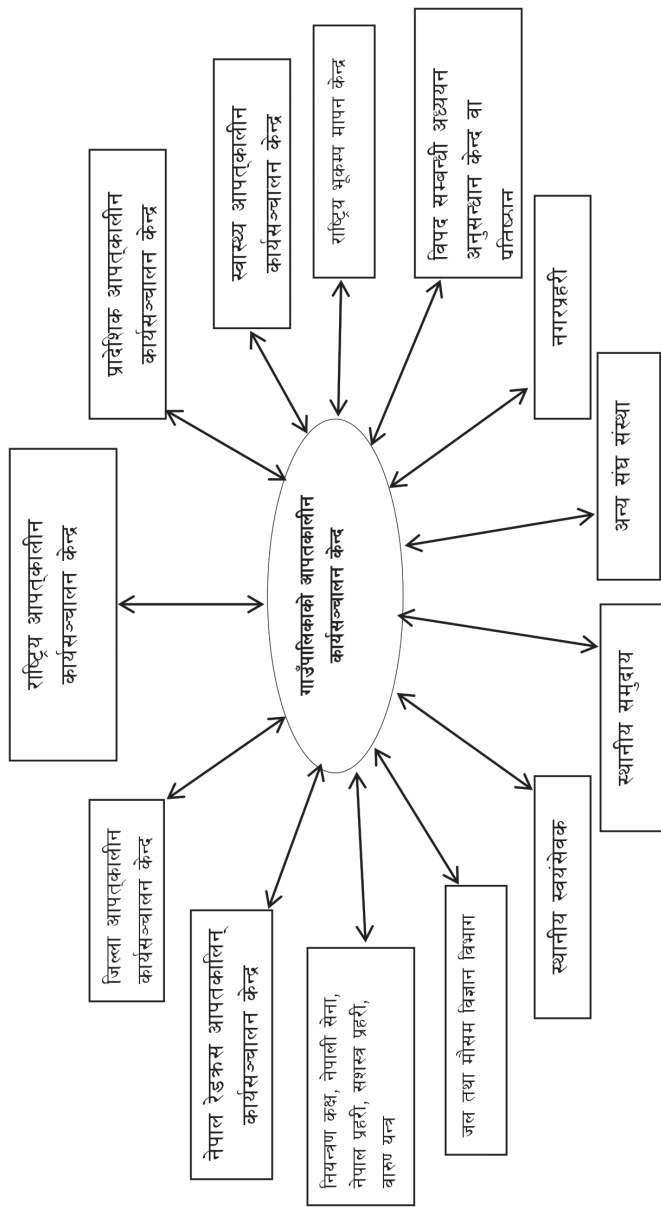 राष्ट्रिय आपत्कालीन
कार्यसञ्चालन केन्द्र
जिल्ला आपत्कालीन
कार्यसञ्चालन केन्द
प्रादेशिक आपत्कालीन
कार्यसञ्चालन केन्द्र
नेपाल रेडक्रस आपतकालिन्
कार्यसञ्चालन केन्द्र
स्वास्थ्य आपत्कालीन
कार्यसञ्चालन केन्द्र
गाउँपालिकाको आपतकालीन
कार्यसञ्चालन केन्द
नियन्त्रण कक्ष, नेपाली सेना,
नेपाल प्रहरी, सशस्त्र प्रहरी,
वारुण यन्त्र
राष्ट्रिय भूकम्प मापन केन्द्र
जल तथा मौसम विज्ञान विभाग
विपद सम्बन्धी अध्ययन
अनुसन्धान केन्द वा
प्रतिष्ठान
स्थानीय स्वयंसेवक
नगरप्रहरी
स्थानीय समुदाय
अन्य संघ संस्था